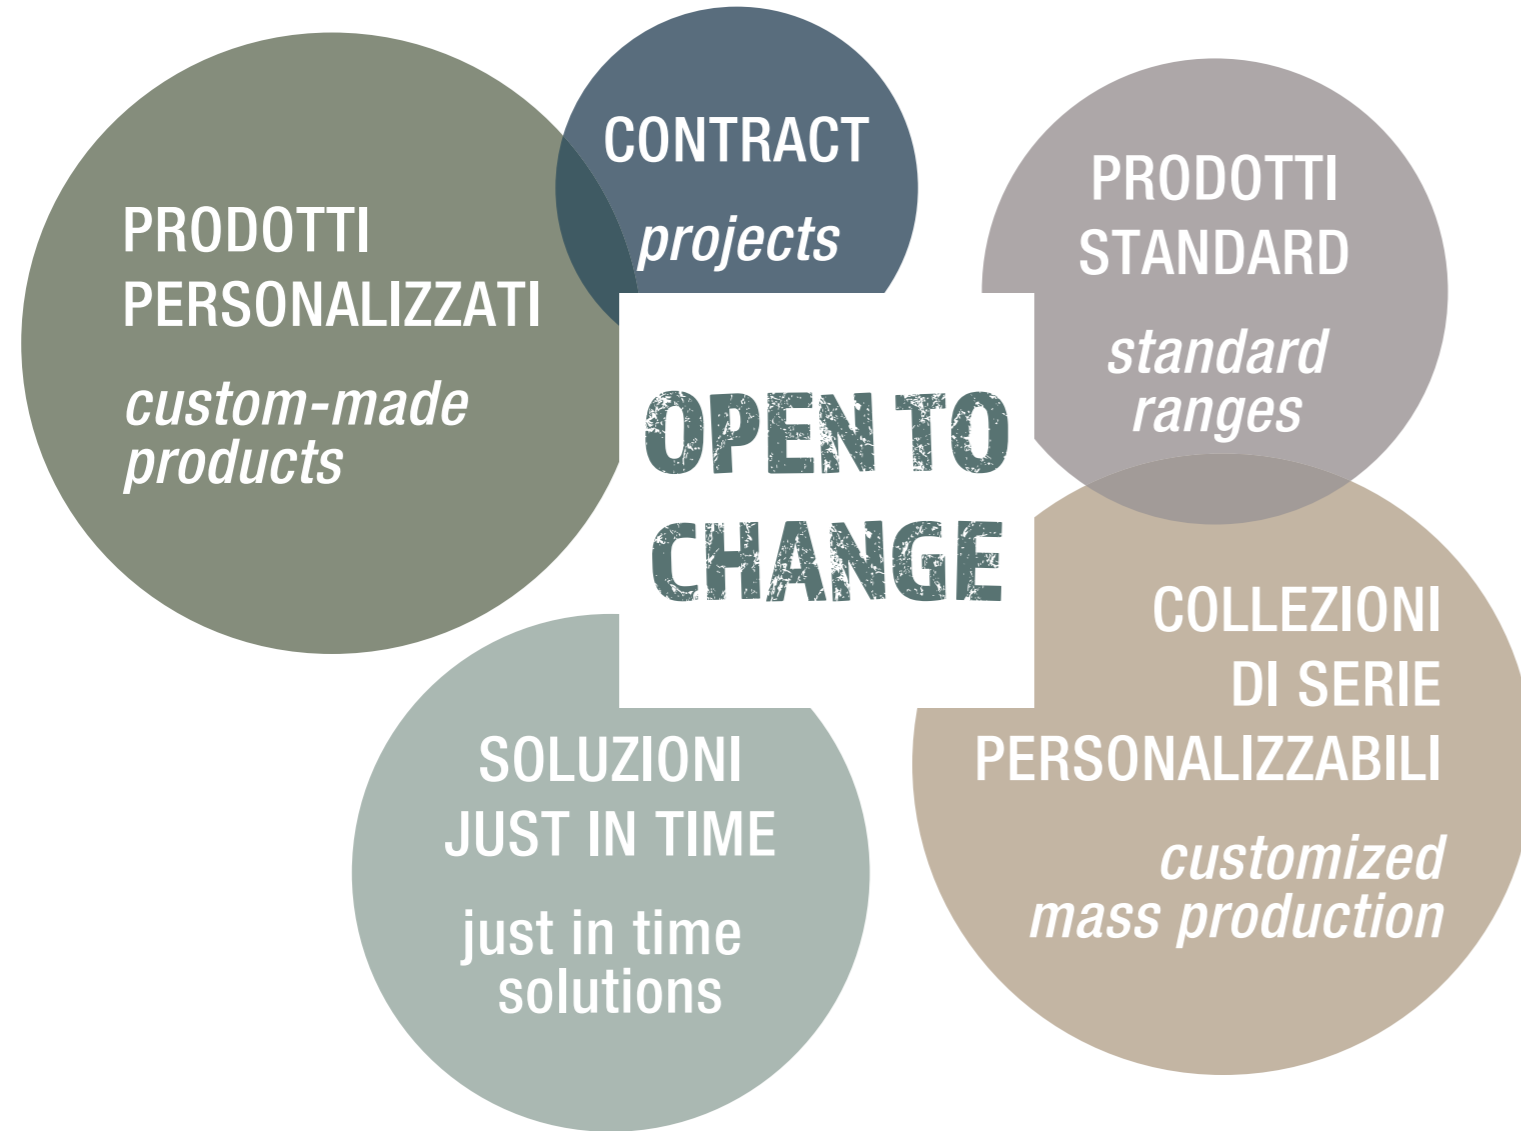 PRODOTTI
PERSONALIZZATI
custom-made
products
CONTRACT
projects
PRODOTTI
STANDARD
standard
ranges
OPEN TO
CHANGE
SOLUZIONI
JUST IN TIME
just in time
solutions
COLLEZIONI
DI SERIE
PERSONALIZZABILI
customized
mass production